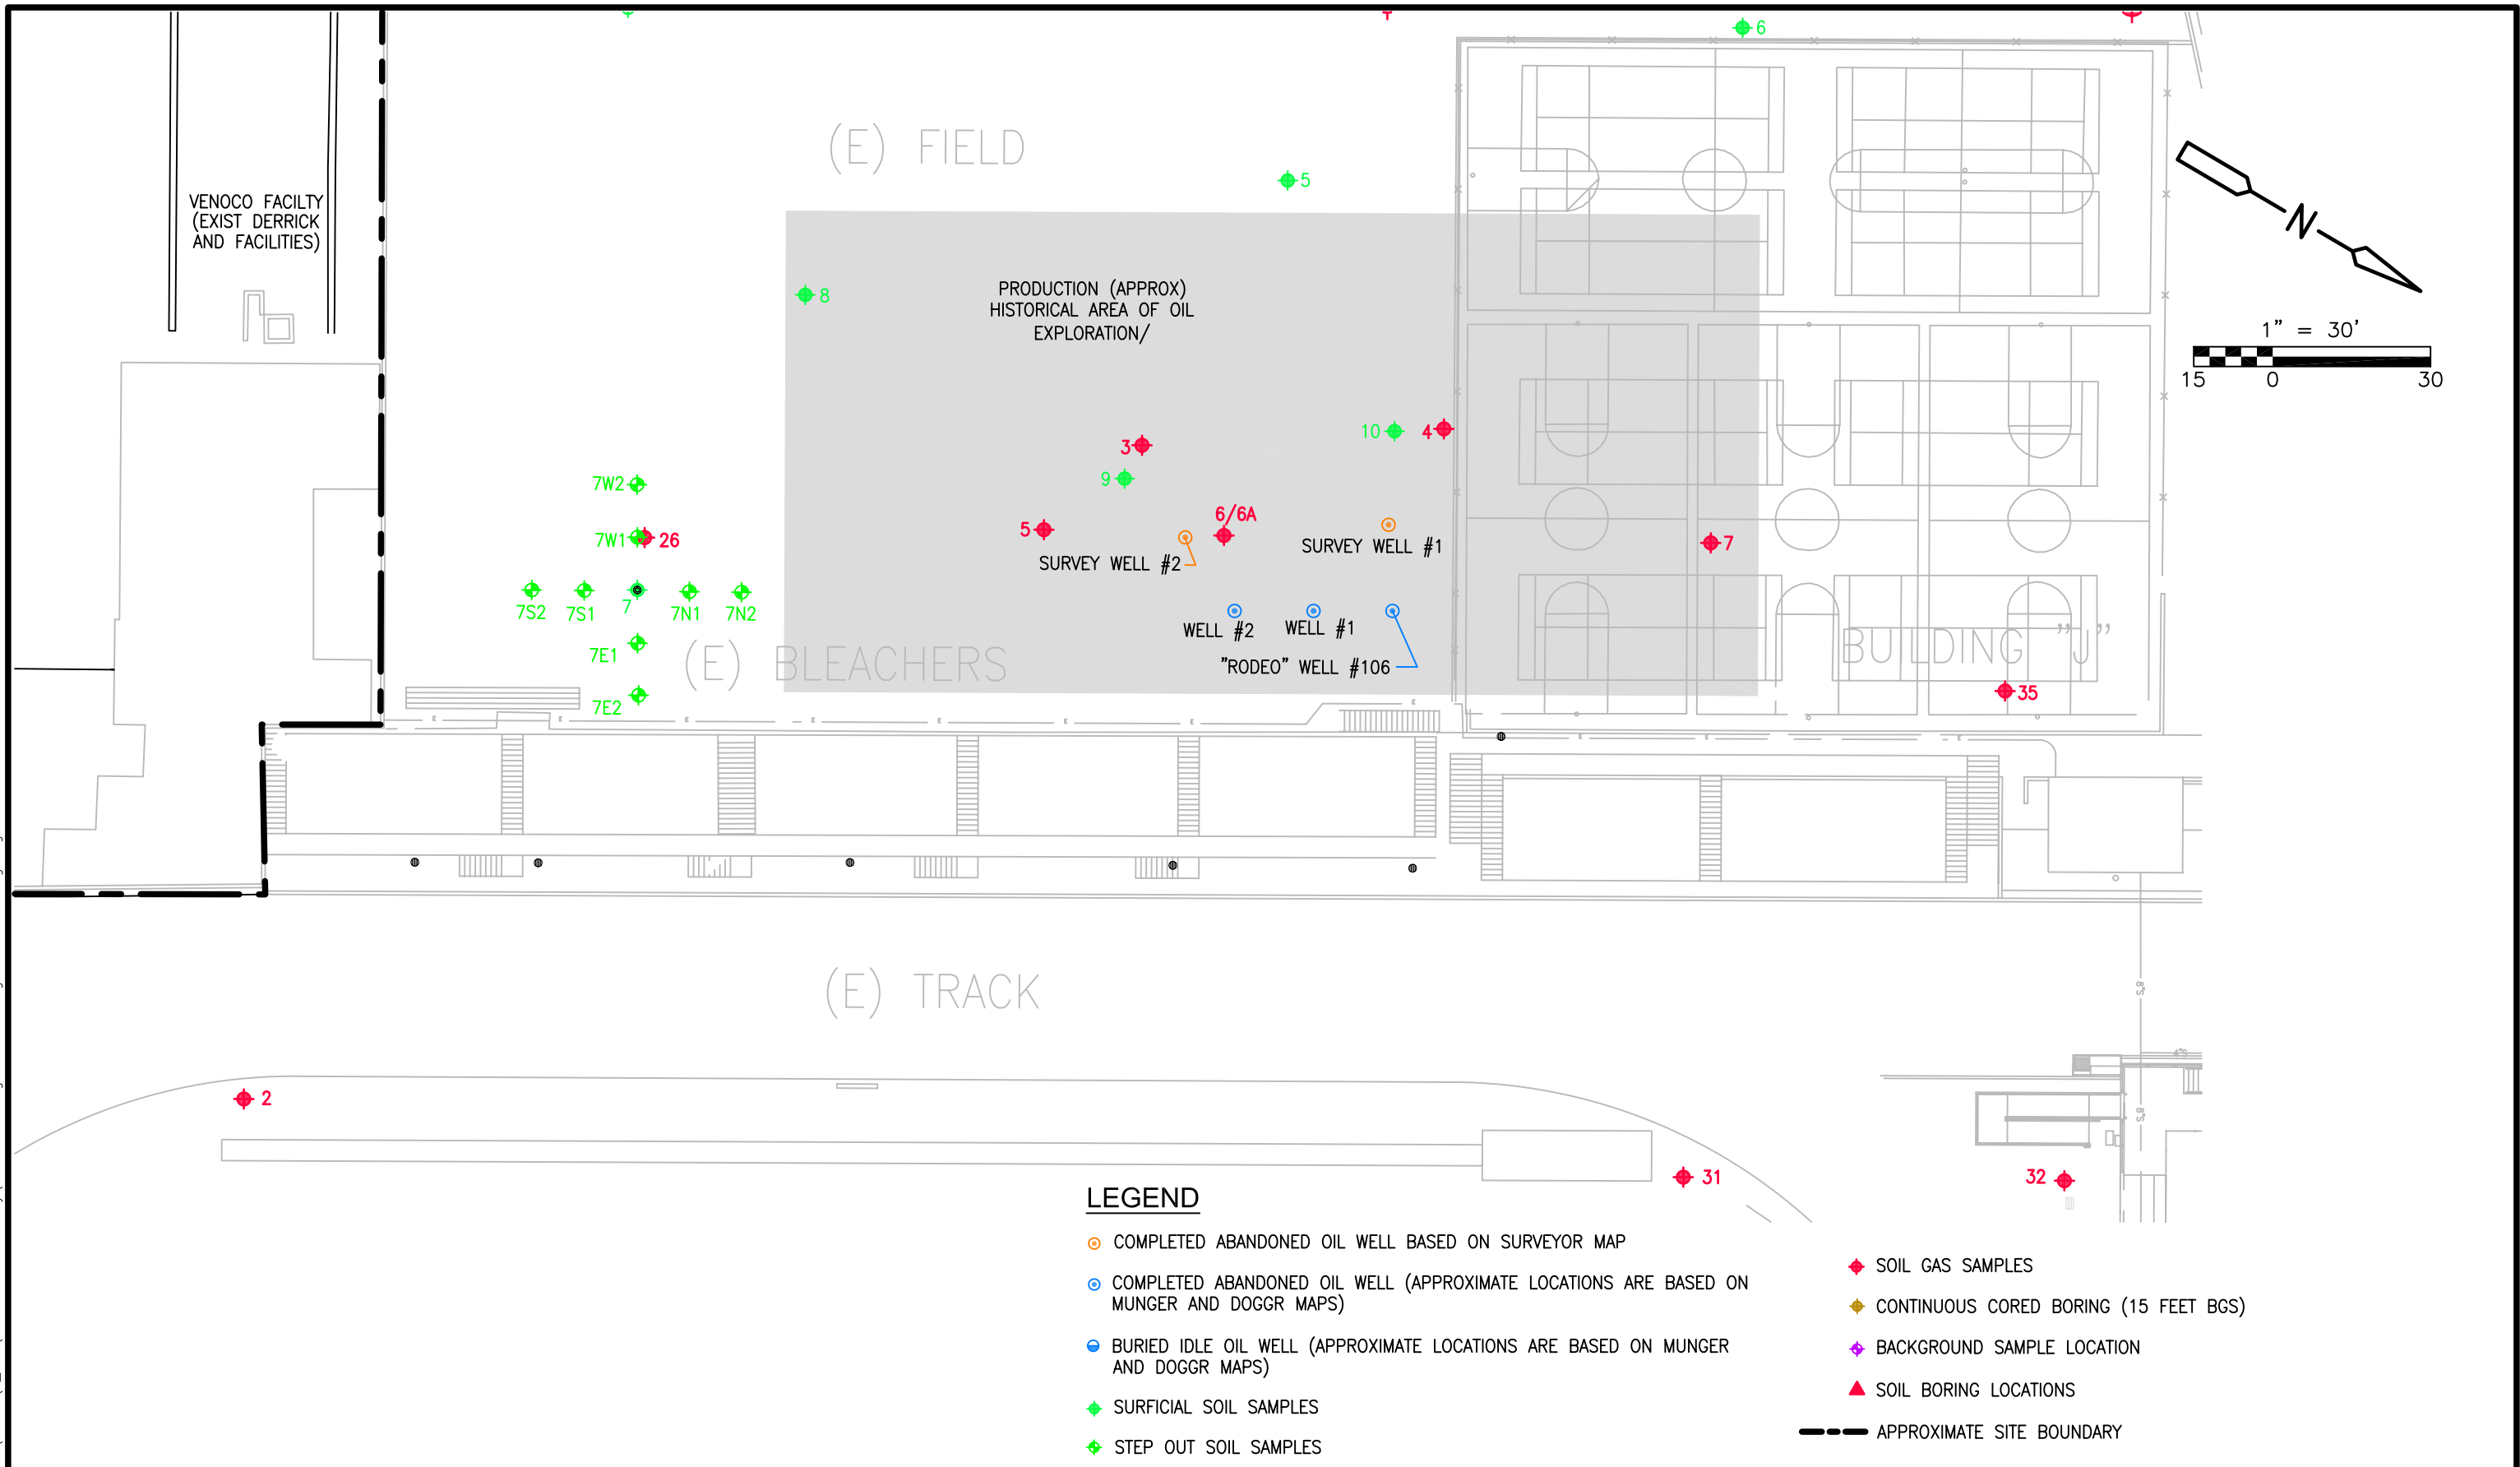 6
(E) FIELD
VENOCO FACILTY
(EXIST DERRICK
AND FACILITIES)
5
N
8
PRODUCTION (APPROX)
HISTORICAL AREA OF OIL
EXPLORATION/
1" = 30'
15 0 30
10
4
3
9
7W2
5
6/6A
7W1
26
SURVEY WELL #1
7
SURVEY WELL #2
7S2
7S1
7
7N1
7N2
WELL #2
WELL #1
7E1
(E) BLEACHERS
"RODEO" WELL #106
BUILDING "J"
35
7E2
(E) TRACK
8"S
4"S
8"S
2
31
32
LEGEND
COMPLETED ABANDONED OIL WELL BASED ON SURVEYOR MAP
COMPLETED ABANDONED OIL WELL (APPROXIMATE LOCATIONS ARE BASED ON
MUNGER AND DOGGR MAPS)
BURIED IDLE OIL WELL (APPROXIMATE LOCATIONS ARE BASED ON MUNGER
AND DOGGR MAPS)
SURFICIAL SOIL SAMPLES
STEP OUT SOIL SAMPLES
SOIL GAS SAMPLES
CONTINUOUS CORED BORING (15 FEET BGS)
BACKGROUND SAMPLE LOCATION
SOIL BORING LOCATIONS
APPROXIMATE SITE BOUNDARY